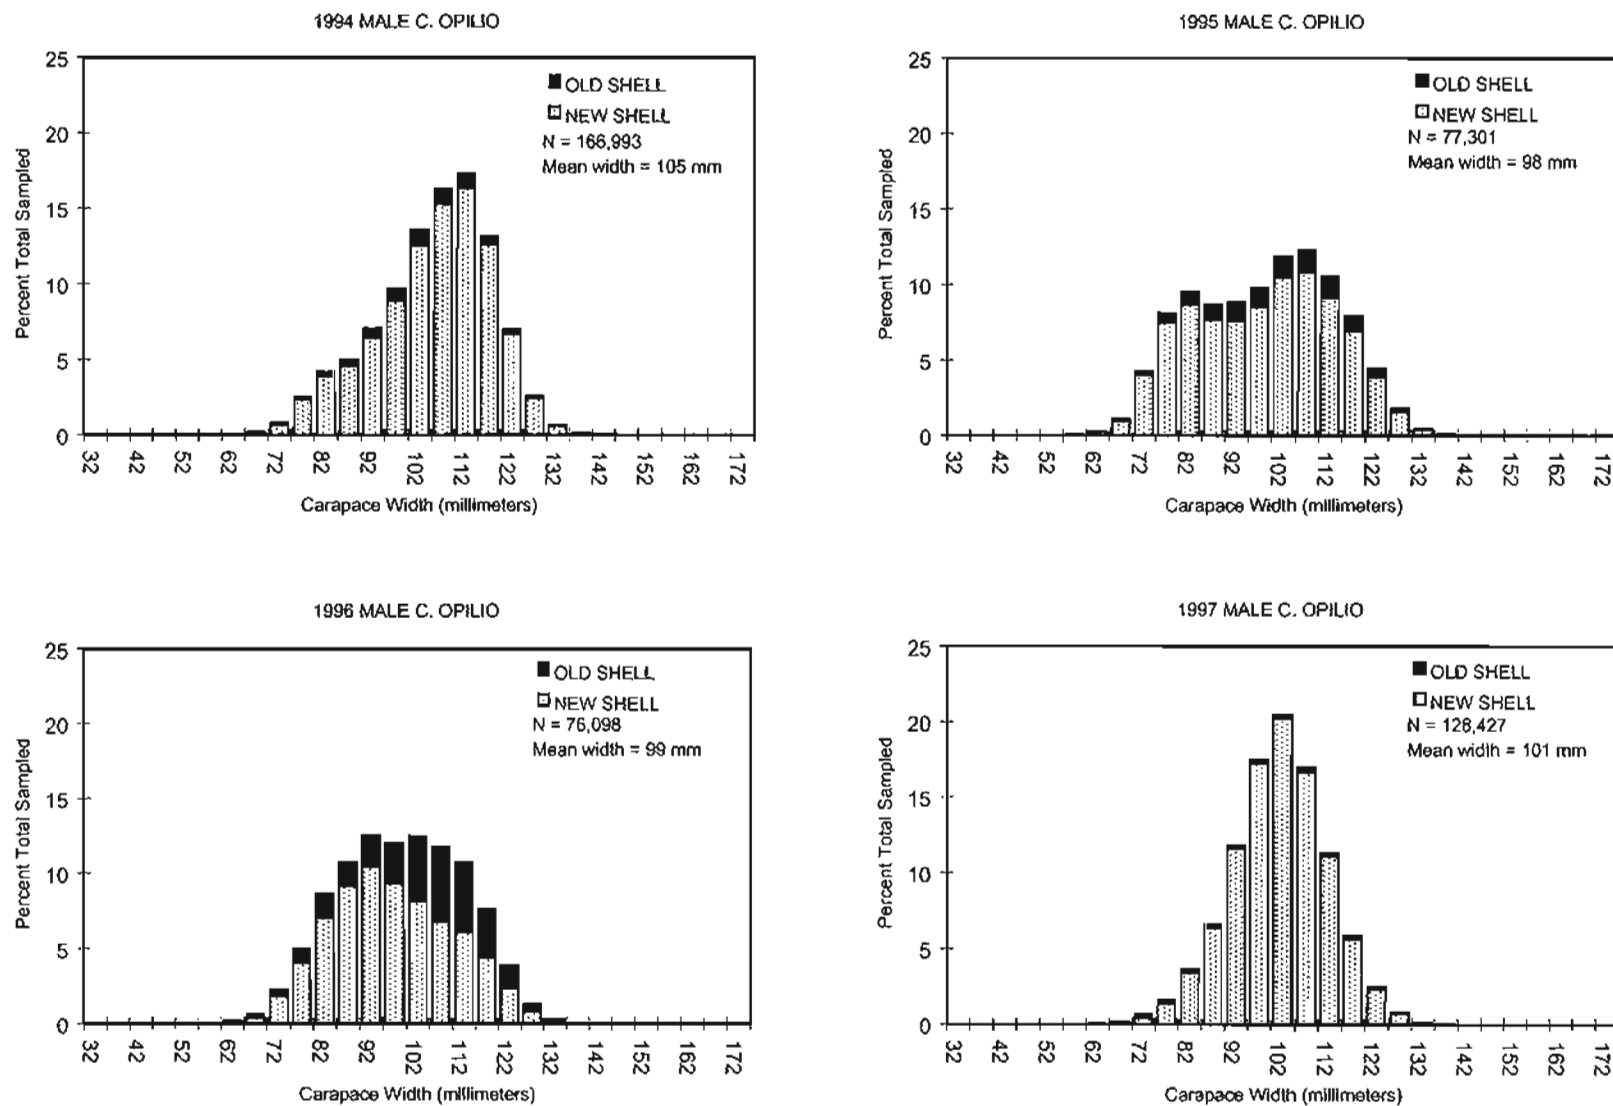 1994 MALE C. OPILIO
Percent Total Sampled
25
20
15
10
5
0
OLD SHELL
NEW SHELL
N = 166,993
Mean width = 105 mm
32 42 52 62 72 82 92 102 112 122 132 142 152 162 172
Carapace Width (millimeters)
1995 MALE C. OPILIO
Percent Total Sampled
25
20
15
10
5
0
OLD SHELL
NEW SHELL
N = 77,301
Mean width = 98 mm
32 42 52 62 72 82 92 102 112 122 132 142 152 162 172
Carapace Width (millimeters)
1996 MALE C. OPILIO
Percent Total Sampled
25
20
15
10
5
0
OLD SHELL
NEW SHELL
N = 76,098
Mean width = 99 mm
32 42 52 62 72 82 92 102 112 122 132 142 152 162 172
Carapace Width (millimeters)
1997 MALE C. OPILIO
Percent Total Sampled
25
20
15
10
5
0
OLD SHELL
NEW SHELL
N = 128,427
Mean width = 101 mm
32 42 52 62 72 82 92 102 112 122 132 142 152 162 172
Carapace Width (millimeters)